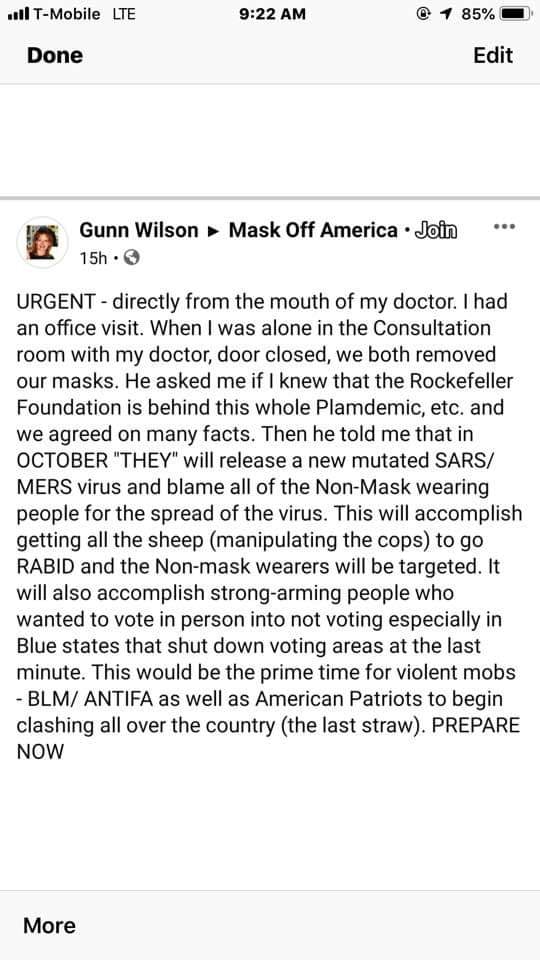 T-Mobile LTE 9:22 AM 85%
Done Edit
Gunn Wilson ▸ Mask Off America · Join
15h ·
URGENT - directly from the mouth of my doctor. I had
an office visit. When I was alone in the Consultation
room with my doctor, door closed, we both removed
our masks. He asked me if I knew that the Rockefeller
Foundation is behind this whole Plamdemic, etc. and
we agreed on many facts. Then he told me that in
OCTOBER "THEY" will release a new mutated SARS/
MERS virus and blame all of the Non-Mask wearing
people for the spread of the virus. This will accomplish
getting all the sheep (manipulating the cops) to go
RABID and the Non-mask wearers will be targeted. It
will also accomplish strong-arming people who
wanted to vote in person into not voting especially in
Blue states that shut down voting areas at the last
minute. This would be the prime time for violent mobs
- BLM/ ANTIFA as well as American Patriots to begin
clashing all over the country (the last straw). PREPARE
NOW
More